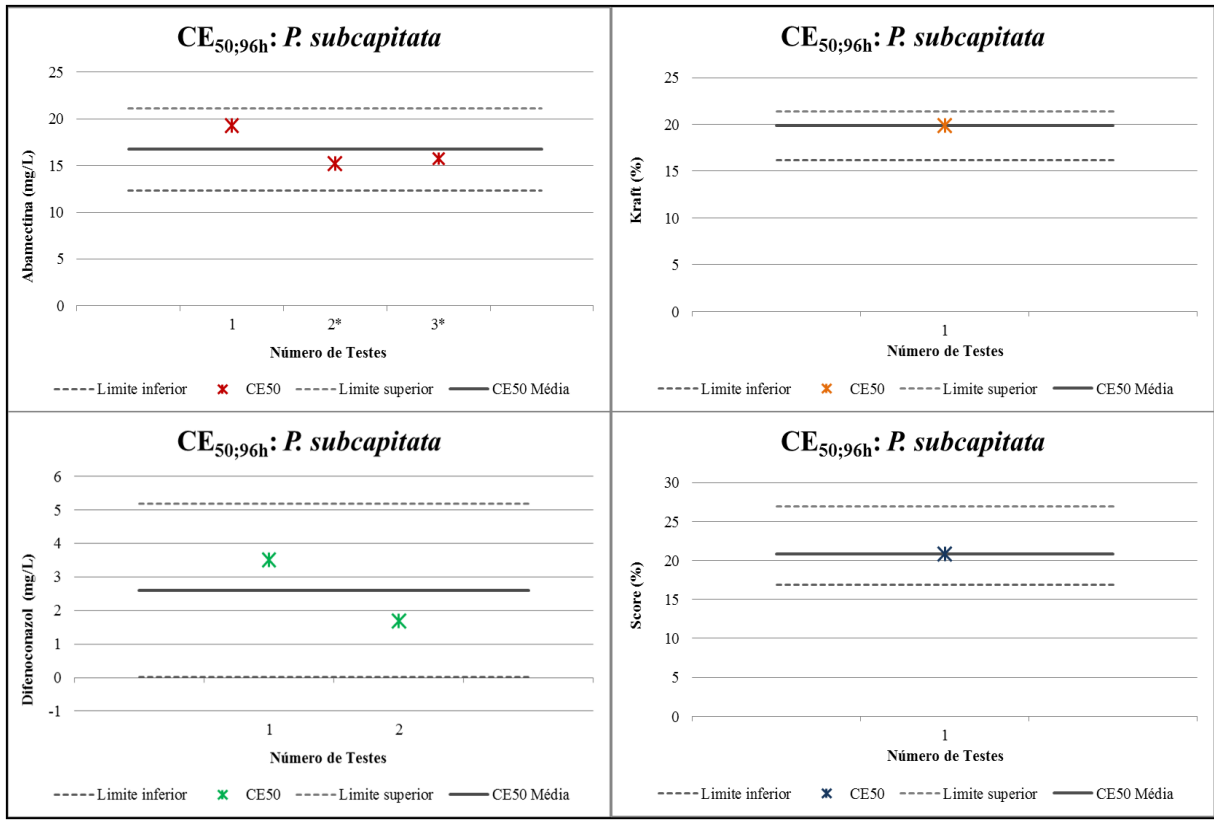 CE50;96h: P. subcapitata
25
20
15
10
5
0
Abamectina (mg/L)
1 2* 3*
Número de Testes
Limite inferior CE50 Limite superior CE50 Média
CE50;96h: P. subcapitata
25
20
15
10
5
0
Kraft (%)
1
Número de Testes
Limite inferior CE50 Limite superior CE50 Média
CE50;96h: P. subcapitata
6
5
4
3
2
1
0
-1
Difenoconazol (mg/L)
1 2
Número de Testes
Limite inferior CE50 Limite superior CE50 Média
CE50;96h: P. subcapitata
30
25
20
15
10
5
0
Score (%)
1
Número de Testes
Limite inferior CE50 Limite superior CE50 Média